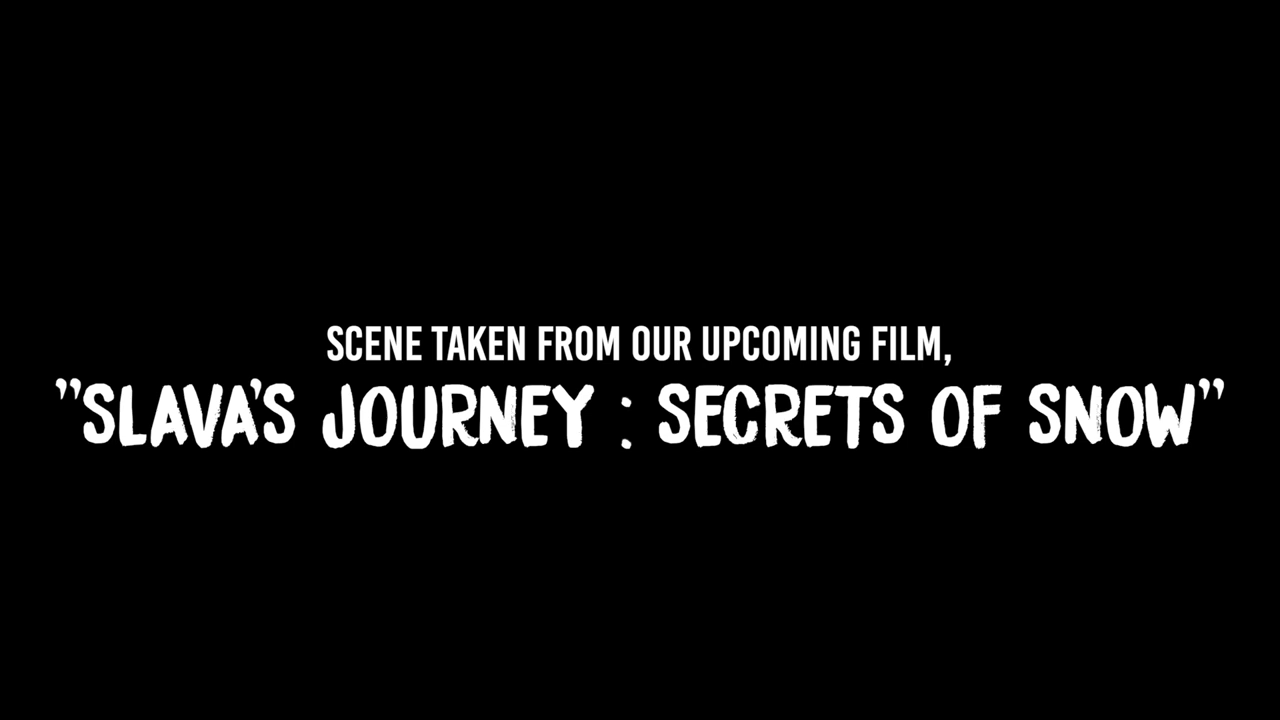 SCENE TAKEN FROM OUR UPCOMING FILM,
”SLAVA’S JOURNEY : SECRETS OF SNOW”